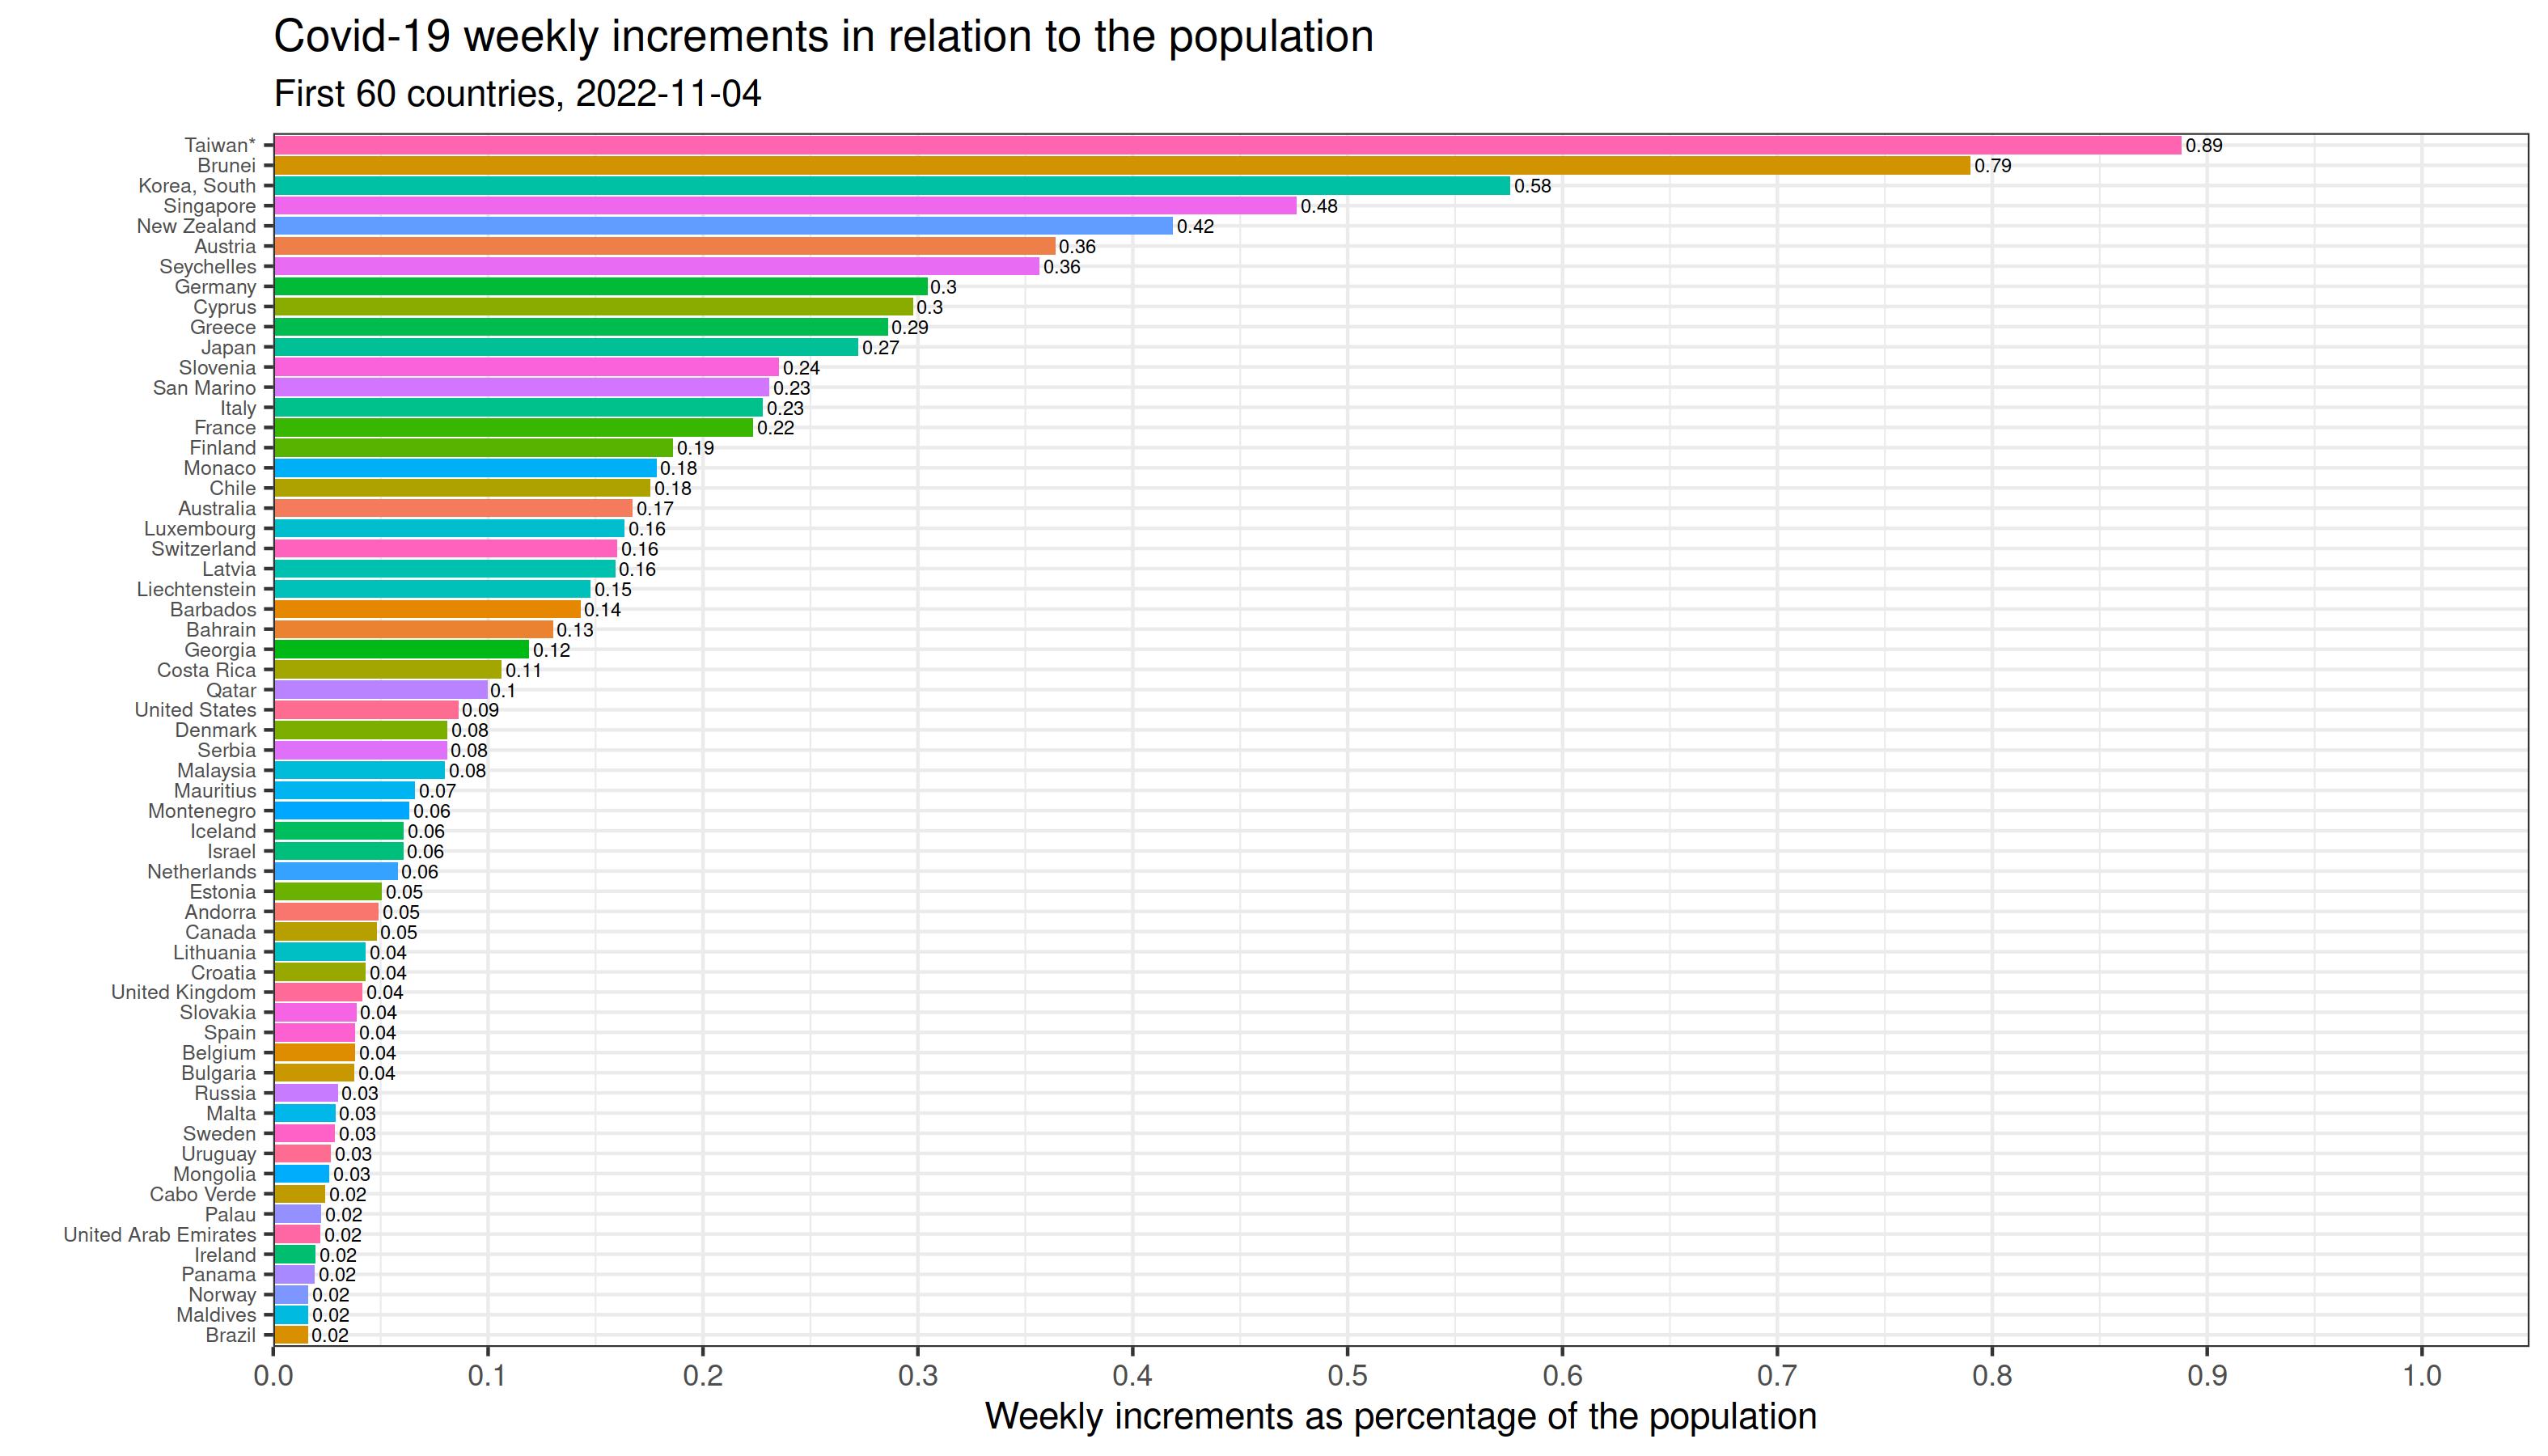 Covid-19 weekly increments in relation to the population
First 60 countries, 2022-11-04
Taiwan* 0.89
Brunei 0.79
Korea, South 0.58
Singapore 0.48
New Zealand 0.42
Austria 0.36
Seychelles 0.36
Germany 0.3
Cyprus 0.3
Greece 0.29
Japan 0.27
Slovenia 0.24
San Marino 0.23
Italy 0.23
France 0.22
Finland 0.19
Monaco 0.18
Chile 0.18
Australia 0.17
Luxembourg 0.16
Switzerland 0.16
Latvia 0.16
Liechtenstein 0.15
Barbados 0.14
Bahrain 0.13
Georgia 0.12
Costa Rica 0.11
Qatar 0.1
United States 0.09
Denmark 0.08
Serbia 0.08
Malaysia 0.08
Mauritius 0.07
Montenegro 0.06
Iceland 0.06
Israel 0.06
Netherlands 0.06
Estonia 0.05
Andorra 0.05
Canada 0.05
Lithuania 0.04
Croatia 0.04
United Kingdom 0.04
Slovakia 0.04
Spain 0.04
Belgium 0.04
Bulgaria 0.04
Russia 0.03
Malta 0.03
Sweden 0.03
Uruguay 0.03
Mongolia 0.03
Cabo Verde 0.02
Palau 0.02
United Arab Emirates 0.02
Ireland 0.02
Panama 0.02
Norway 0.02
Maldives 0.02
Brazil 0.02
0.0 0.1 0.2 0.3 0.4 0.5 0.6 0.7 0.8 0.9 1.0
Weekly increments as percentage of the population